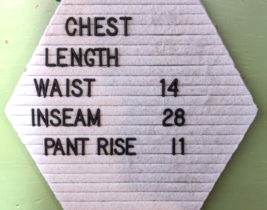 CHEST
LENGTH
WAIST 14
INSEAM 28
PANT RISE 11